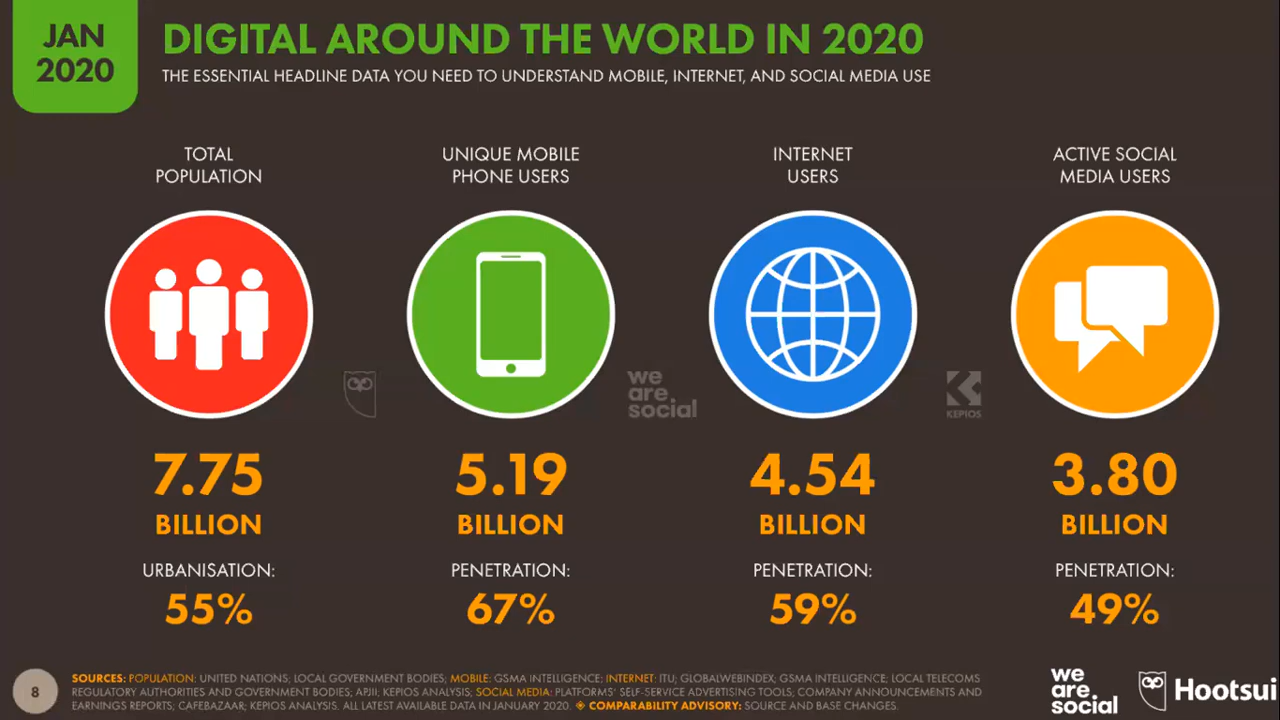 JAN
2020
DIGITAL AROUND THE WORLD IN 2020
THE ESSENTIAL HEADLINE DATA YOU NEED TO UNDERSTAND MOBILE, INTERNET, AND SOCIAL MEDIA USE
TOTAL
POPULATION
UNIQUE MOBILE
PHONE USERS
INTERNET
USERS
ACTIVE SOCIAL
MEDIA USERS
we
are
social
KEPIOS
7.75
BILLION
5.19
BILLION
4.54
BILLION
3.80
BILLION
URBANISATION:
55%
PENETRATION:
67%
PENETRATION:
59%
PENETRATION:
49%
8
SOURCES: POPULATION: UNITED NATIONS; LOCAL GOVERNMENT BODIES; MOBILE: GSMA INTELLIGENCE; INTERNET: ITU; GLOBALWEBINDEX; GSMA INTELLIGENCE; LOCAL TELECOMS
REGULATORY AUTHORITIES AND GOVERNMENT BODIES; APJII; KEPIOS ANALYSIS; SOCIAL MEDIA: PLATFORMS' SELF-SERVICE ADVERTISING TOOLS; COMPANY ANNOUNCEMENTS AND
EARNINGS REPORTS; CAFEBAZAAR; KEPIOS ANALYSIS. ALL LATEST AVAILABLE DATA IN JANUARY 2020. ◈ COMPARABILITY ADVISORY: SOURCE AND BASE CHANGES.
we
are
social
Hootsui